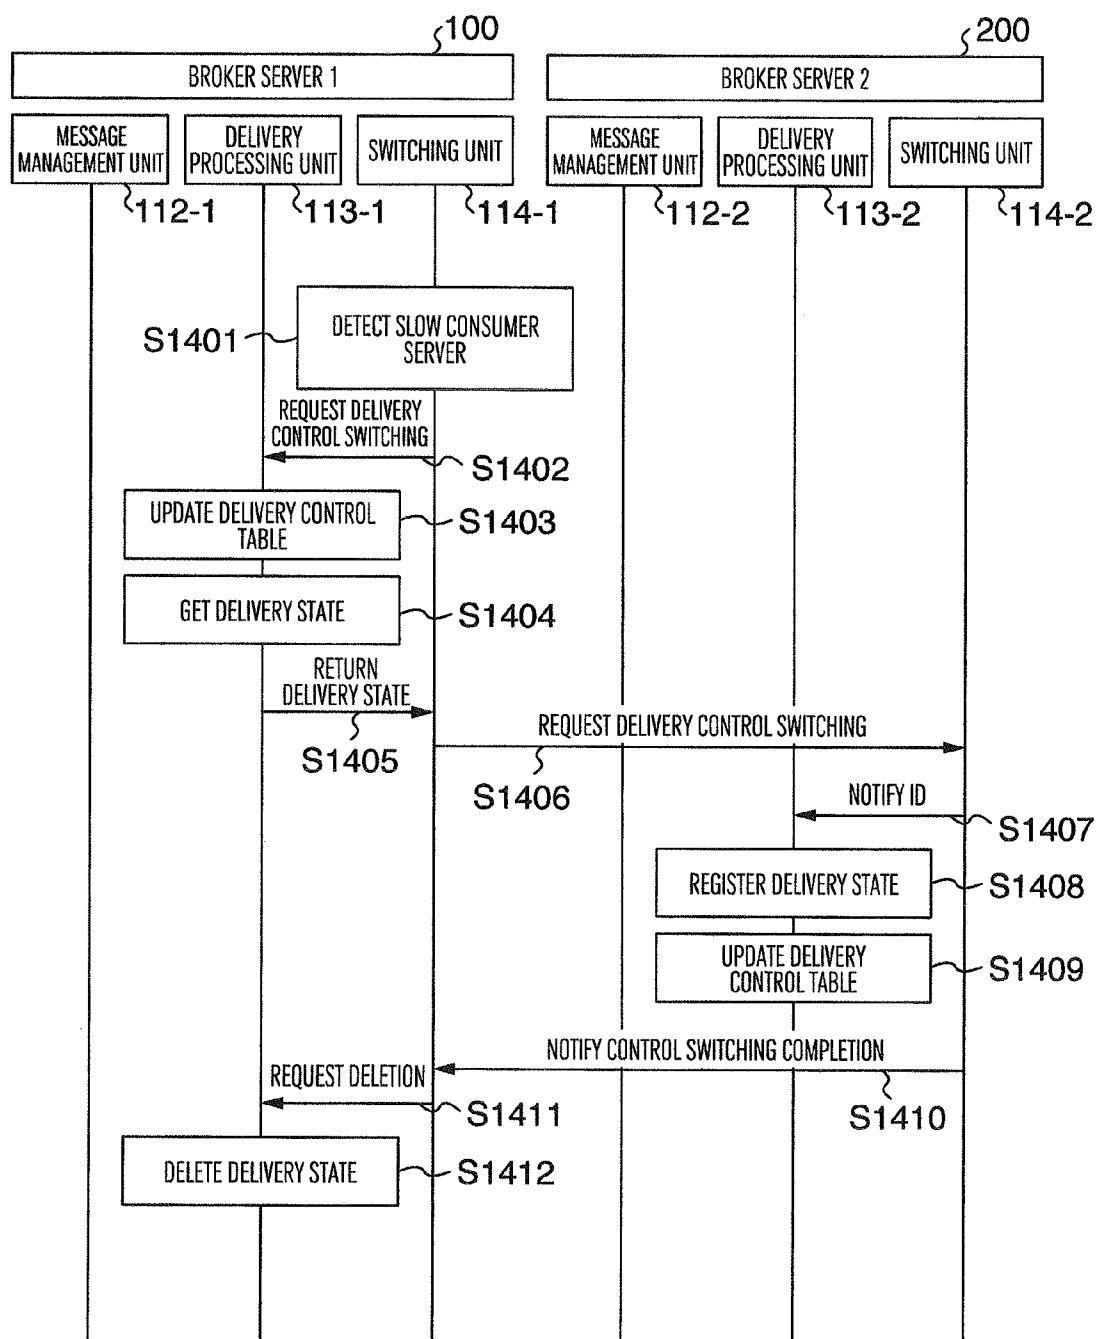 100
200
BROKER SERVER 1
BROKER SERVER 2
MESSAGE
MANAGEMENT UNIT
DELIVERY
PROCESSING UNIT
SWITCHING UNIT
MESSAGE
MANAGEMENT UNIT
DELIVERY
PROCESSING UNIT
SWITCHING UNIT
112-1
113-1
114-1
112-2
113-2
114-2
DETECT SLOW CONSUMER
SERVER
S1401
REQUEST DELIVERY
CONTROL SWITCHING
S1402
UPDATE DELIVERY CONTROL
TABLE
S1403
GET DELIVERY STATE
S1404
RETURN
DELIVERY STATE
S1405
REQUEST DELIVERY CONTROL SWITCHING
S1406
NOTIFY ID
S1407
REGISTER DELIVERY STATE
S1408
UPDATE DELIVERY
CONTROL TABLE
S1409
NOTIFY CONTROL SWITCHING COMPLETION
S1410
REQUEST DELETION
S1411
DELETE DELIVERY STATE
S1412